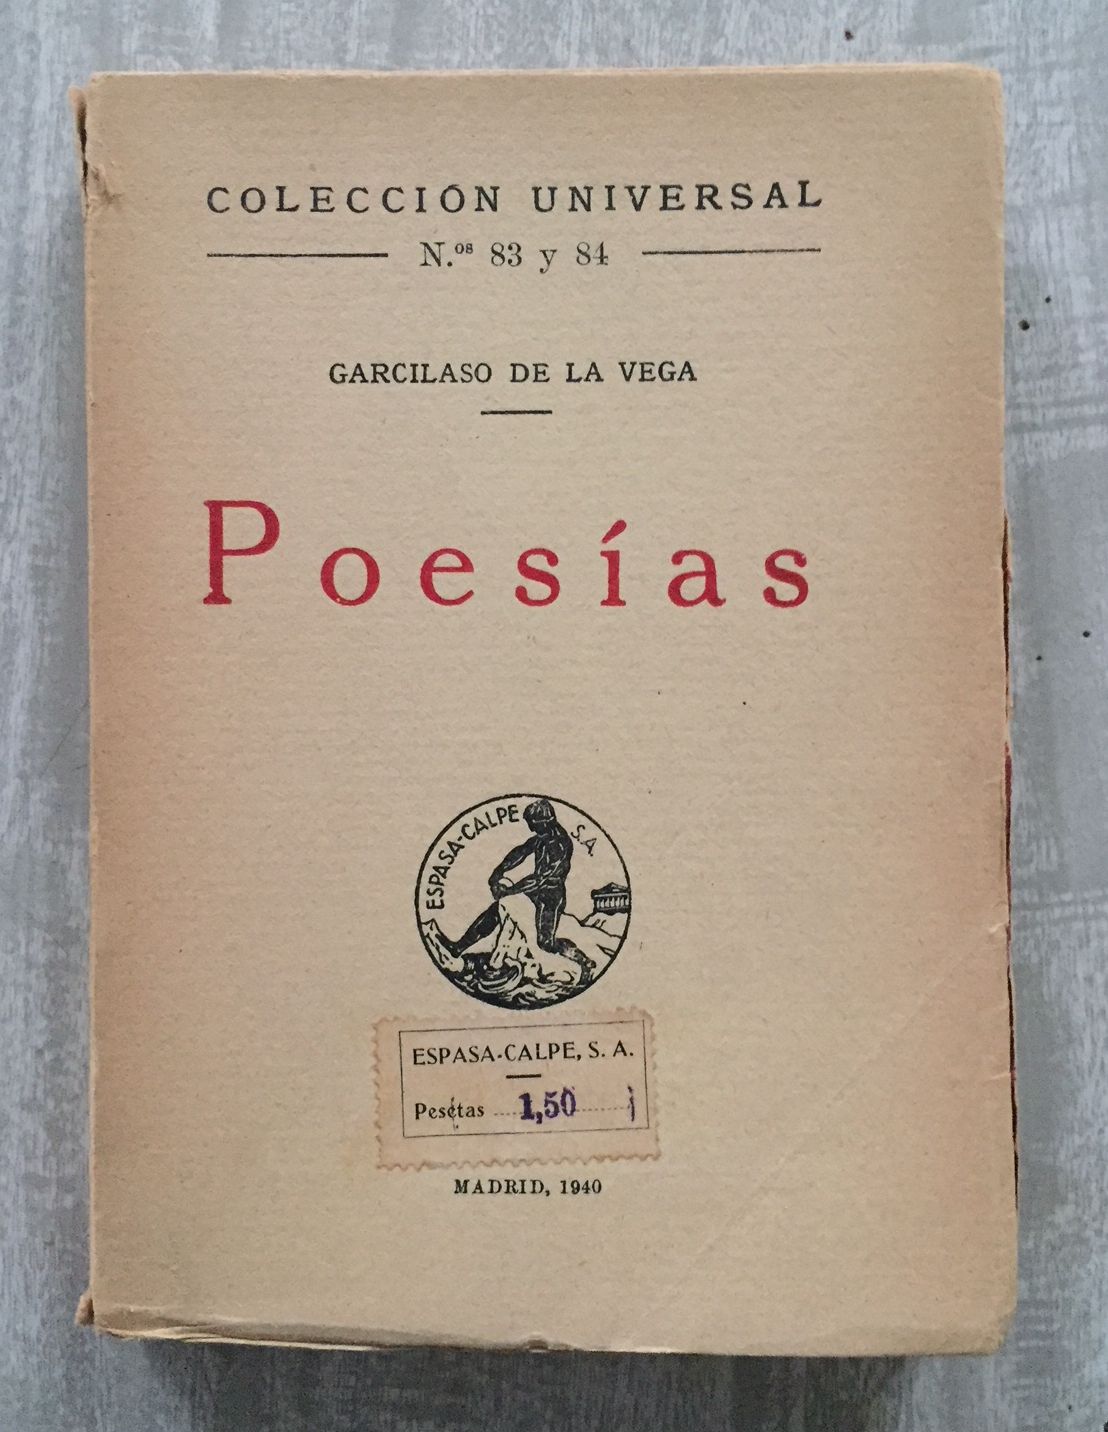 COLECCIÓN UNIVERSAL
N.ºˢ 83 y 84
GARCILASO DE LA VEGA
Poesías
ESPASA-CALPE S.A.
ESPASA-CALPE, S. A.
Pesetas 1,50
MADRID, 1940